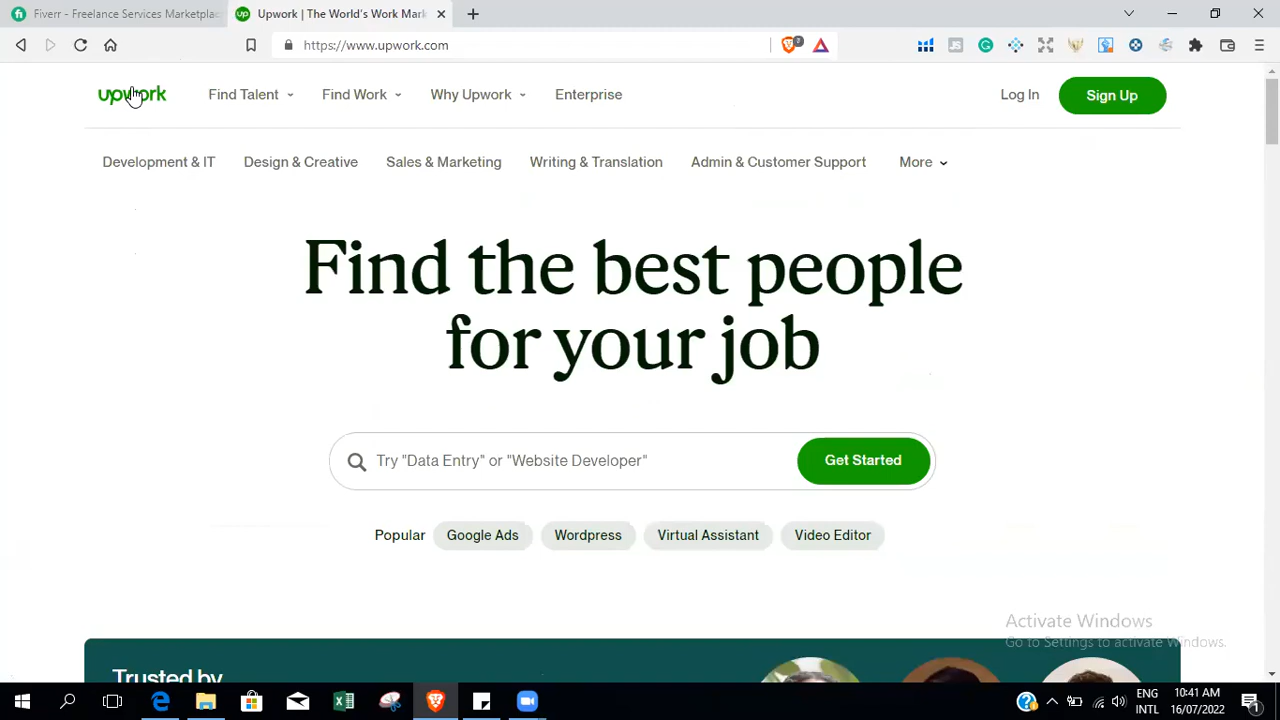 Fiverr - Freelance Services Marketplac
Upwork | The World's Work Mark
https://www.upwork.com
2
upwork
Find Talent
Find Work
Why Upwork
Enterprise
Log In
Sign Up
Development & IT
Design & Creative
Sales & Marketing
Writing & Translation
Admin & Customer Support
More
Find the best people
for your job
Try "Data Entry" or "Website Developer"
Get Started
Popular
Google Ads
Wordpress
Virtual Assistant
Video Editor
Activate Windows
Go to Settings to activate Windows.
Trusted by
ENG
INTL
10:41 AM
16/07/2022
1